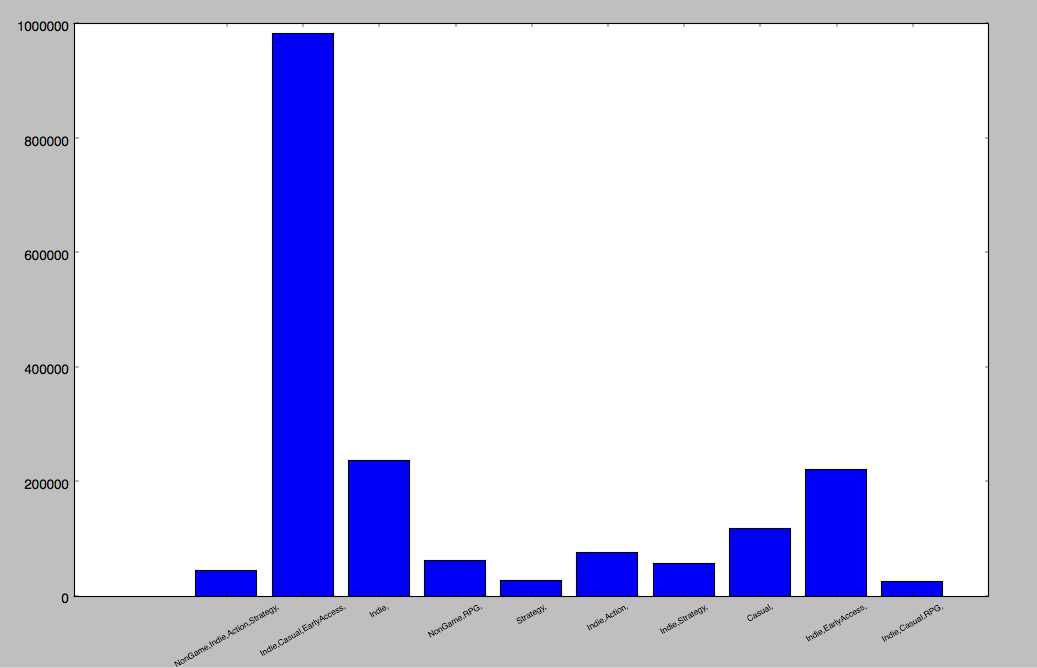 1000000
800000
600000
400000
200000
0
NonGame,Indie,Action,Strategy,
Indie,Casual,EarlyAccess,
Indie,
NonGame,RPG,
Strategy,
Indie,Action,
Indie,Strategy,
Casual,
Indie,EarlyAccess,
Indie,Casual,RPG,